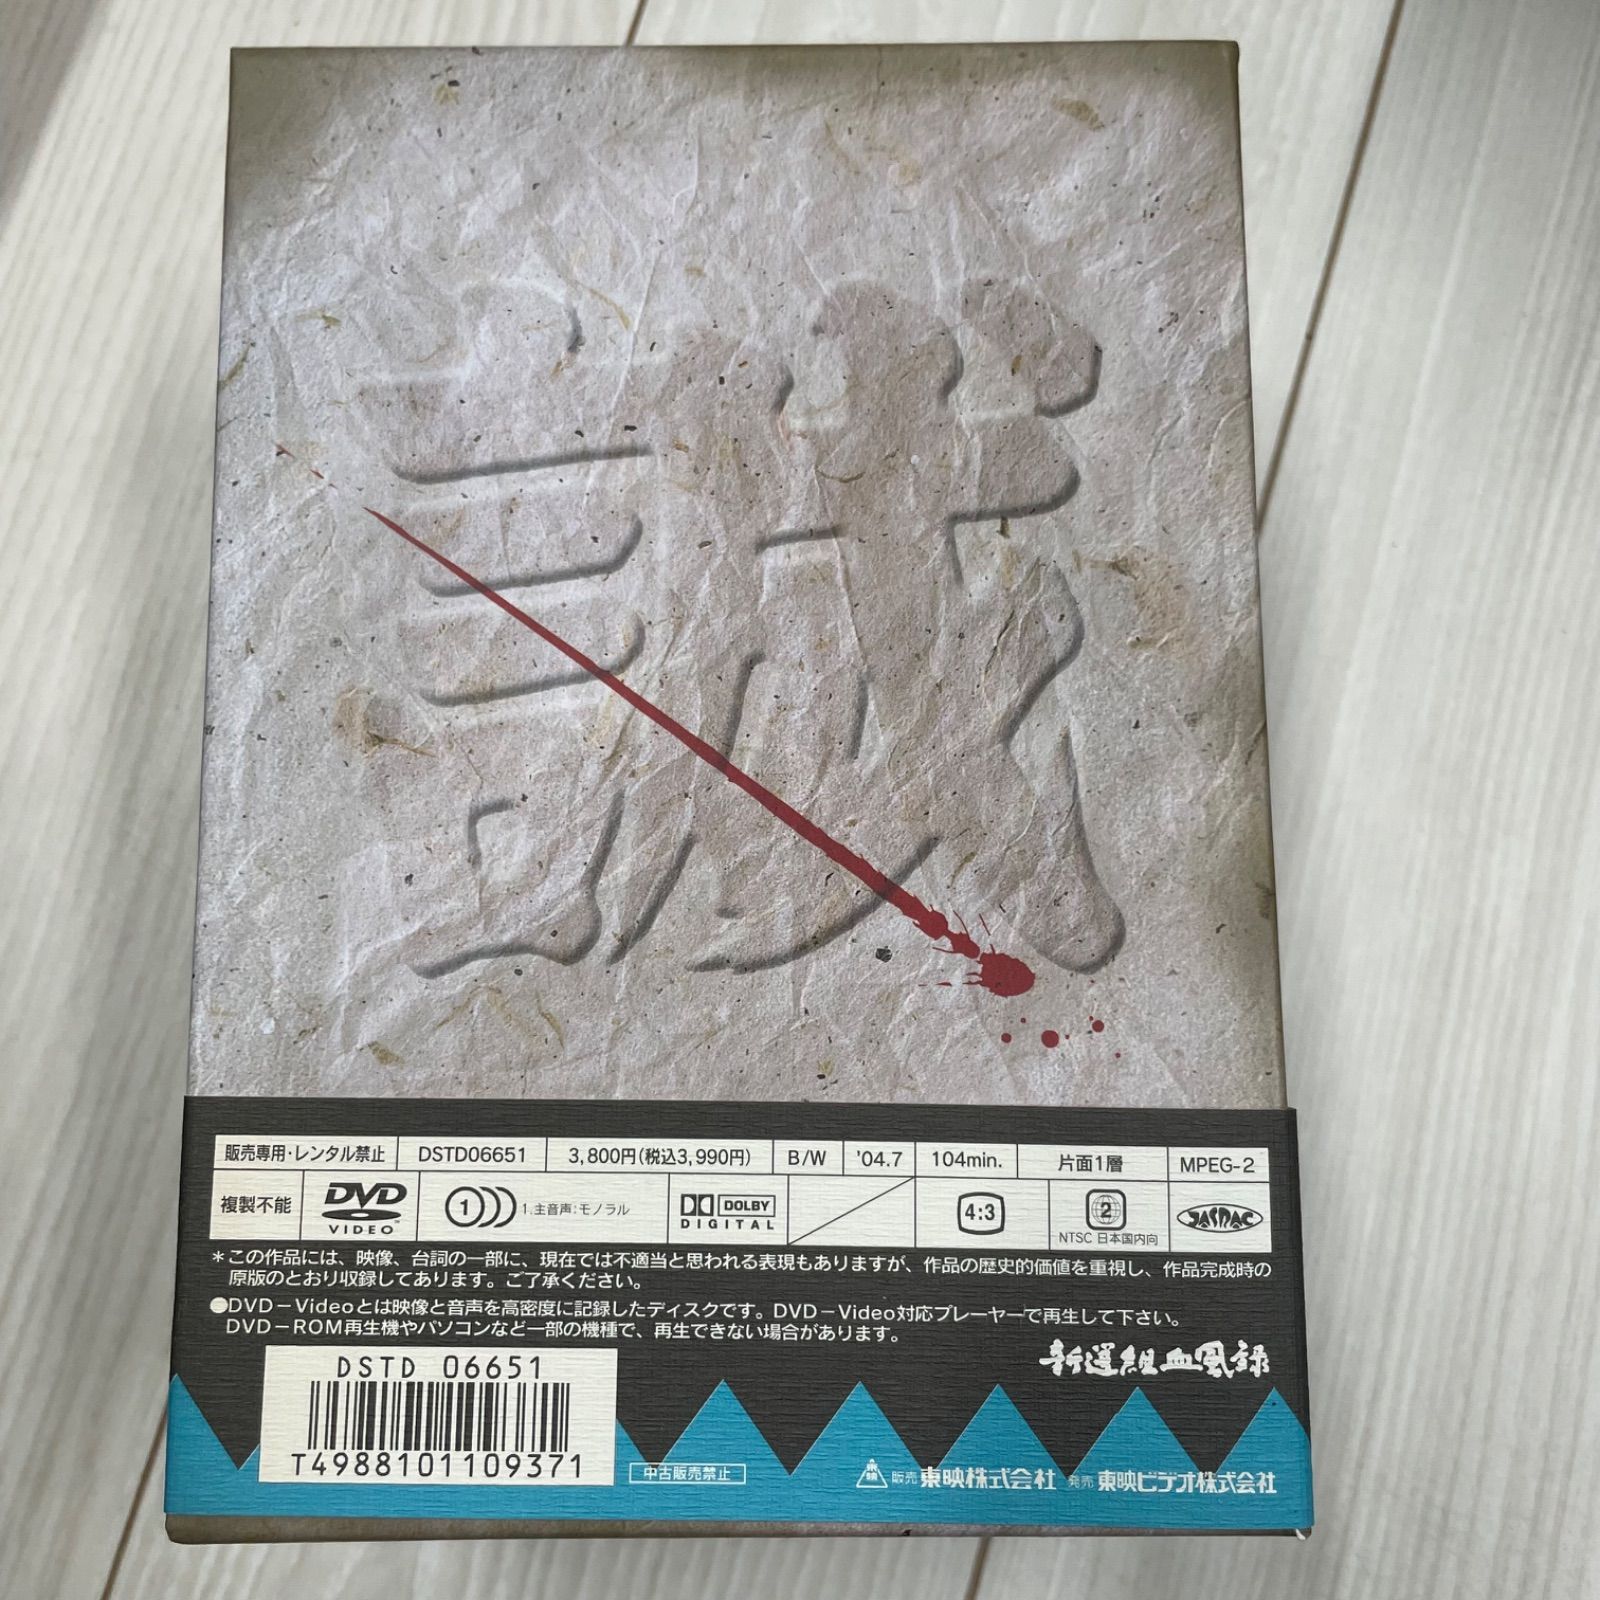 誠
販売専用・レンタル禁止 DSTD06651 3,800円(税込3,990円) B/W '04.7 104min. 片面1層 MPEG-2
複製不能 DVD VIDEO™ 1 1.主音声:モノラル DOLBY DIGITAL 4:3 2 NTSC 日本国内向 JASRAC
＊この作品には、映像、台詞の一部に、現在では不適当と思われる表現もありますが、作品の歴史的価値を重視し、作品完成時の
原版のとおり収録してあります。ご了承ください。
●DVD－Videoとは映像と音声を高密度に記録したディスクです。DVD－Video対応プレーヤーで再生して下さい。
DVD－ROM再生機やパソコンなど一部の機種で、再生できない場合があります。
新選組血風録
DSTD 06651
T4988101109371
中古販売禁止
東映 販売 東映株式会社 発売 東映ビデオ株式会社